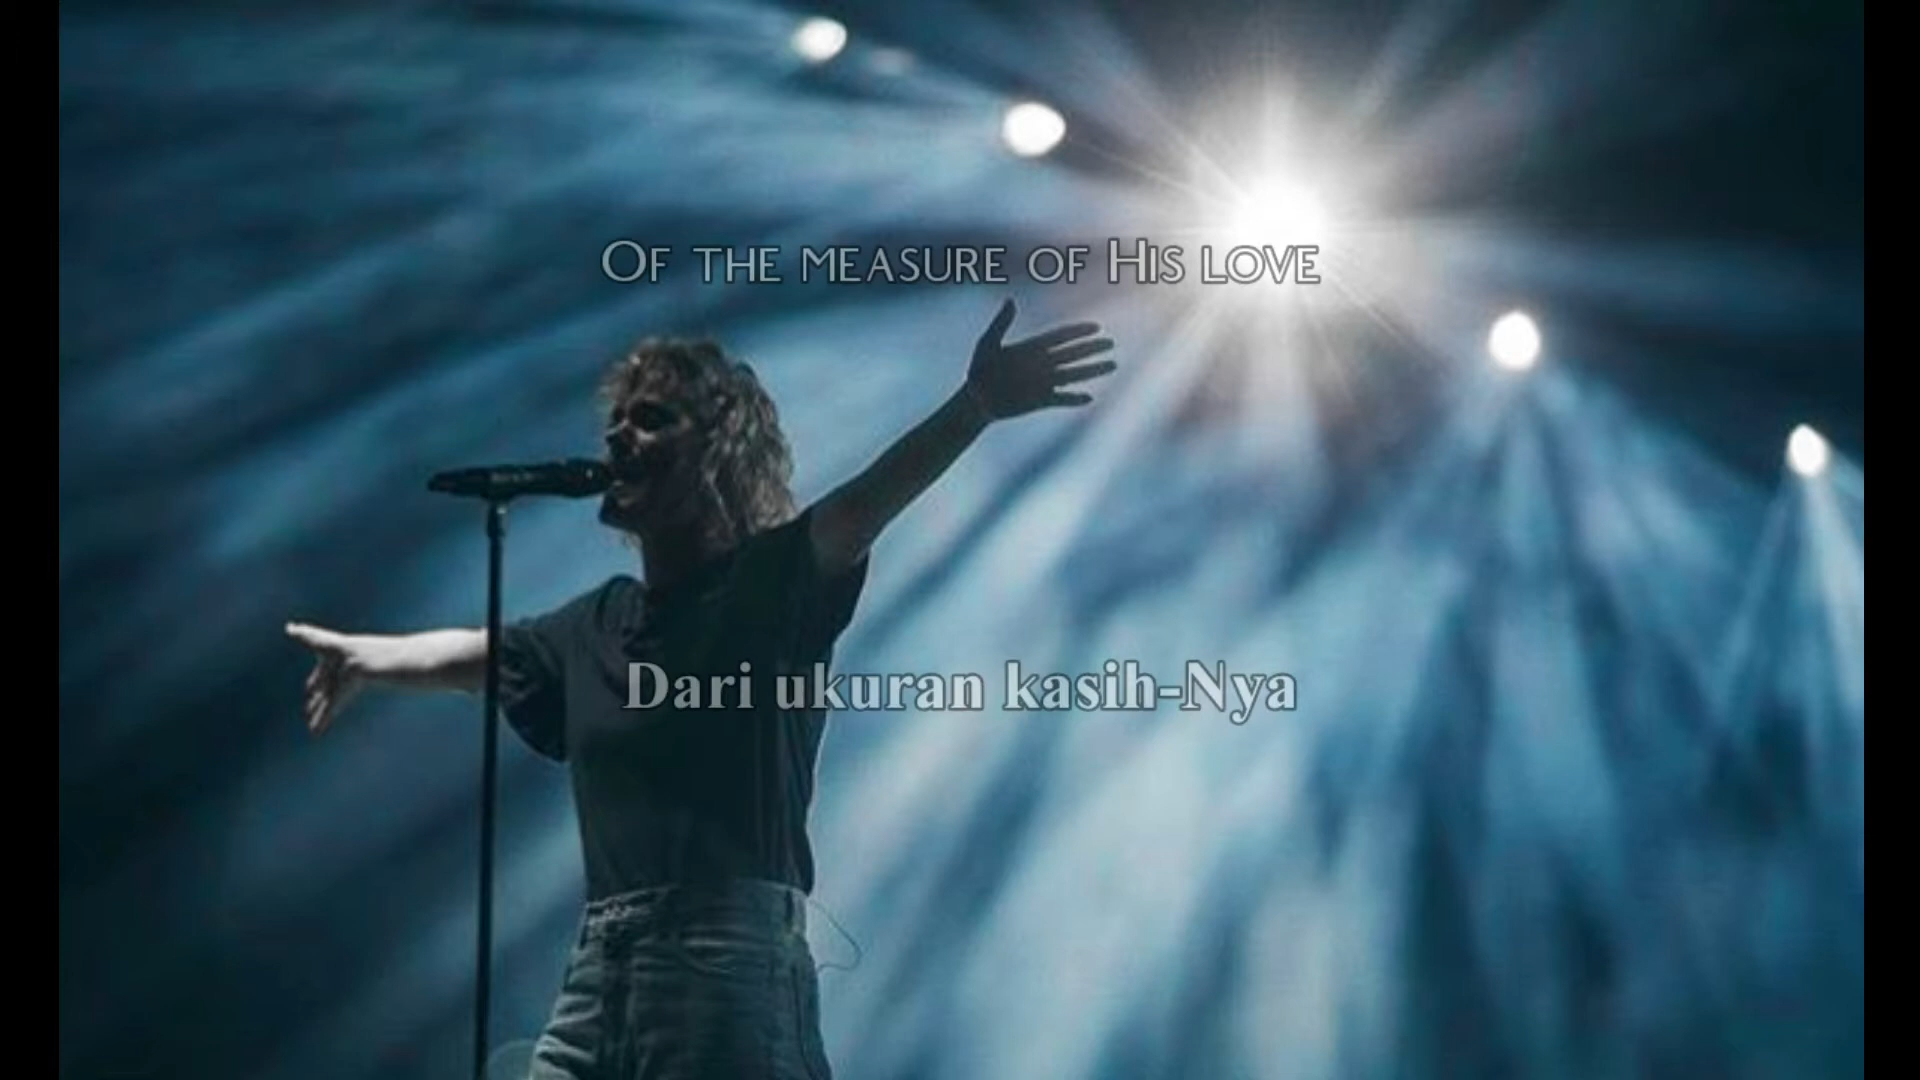 Of the measure of His love
Dari ukuran kasih-Nya